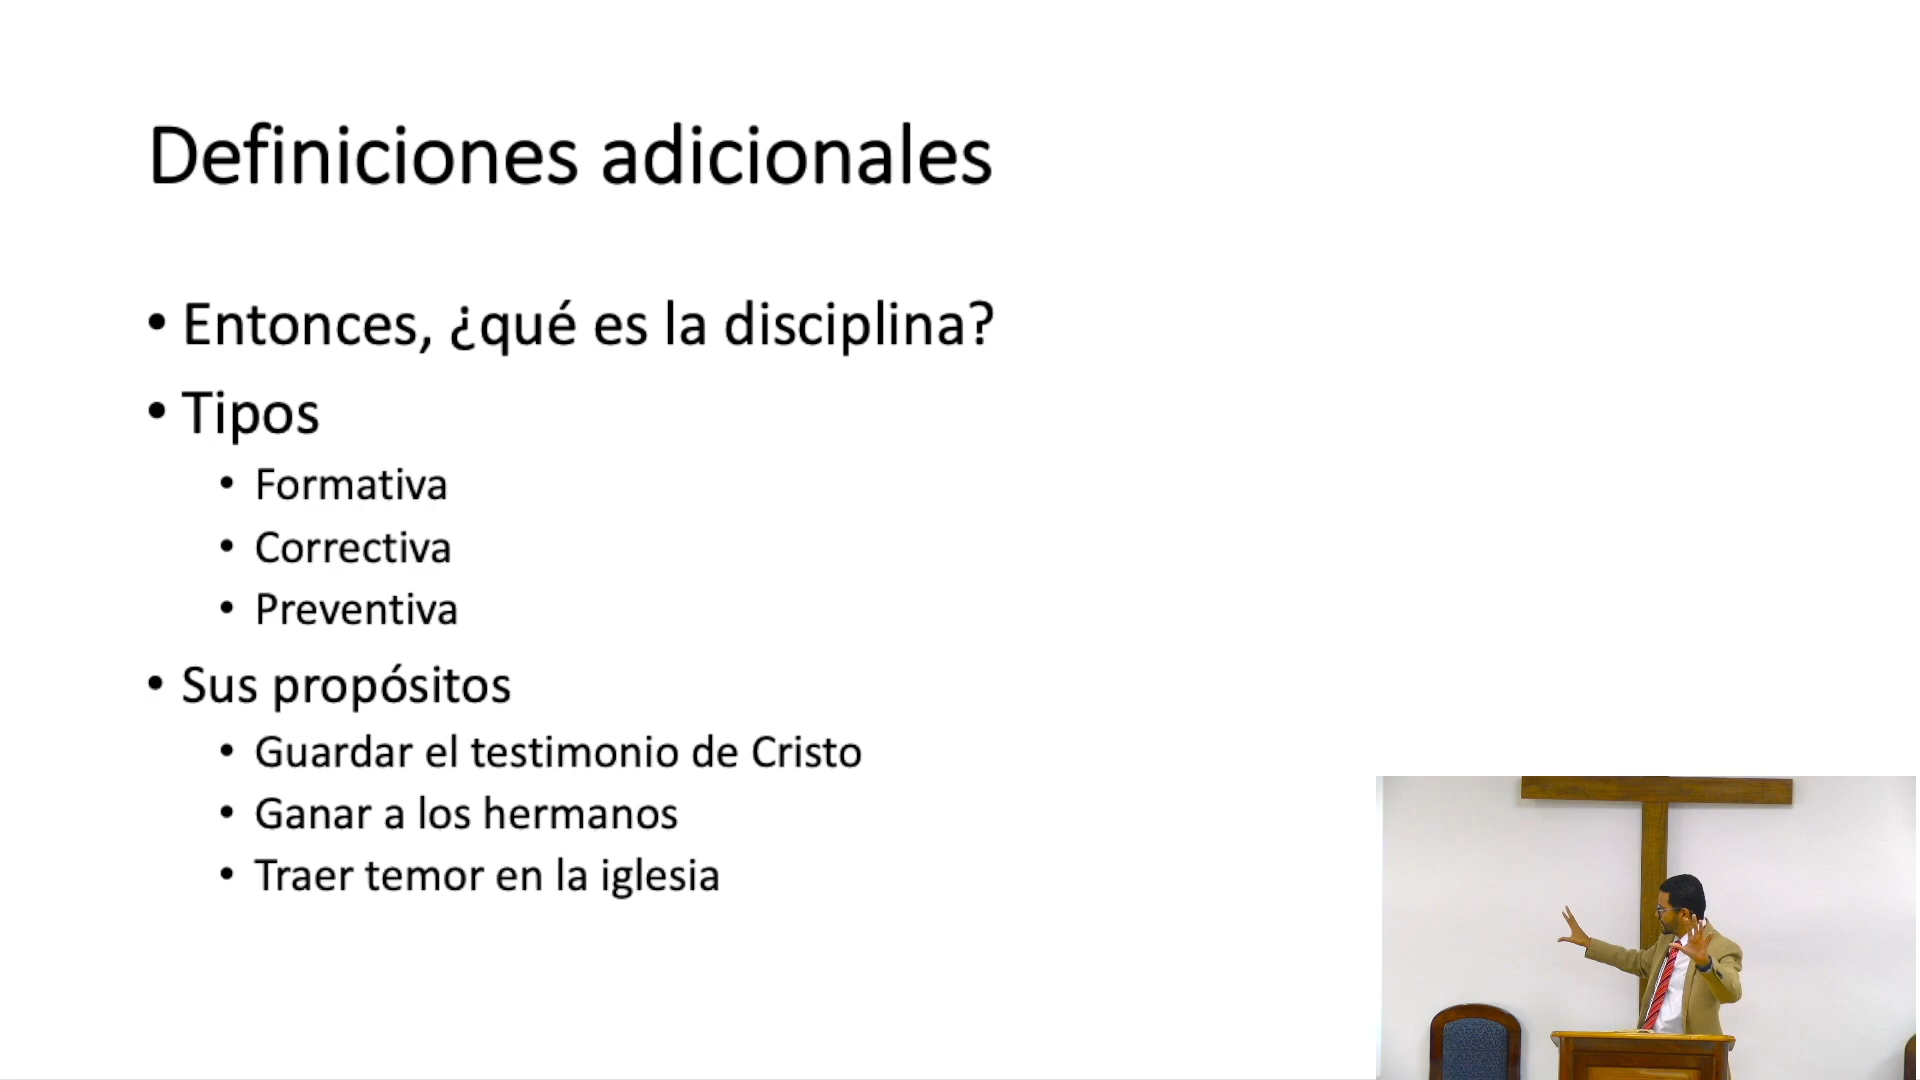 Definiciones adicionales
• Entonces, ¿qué es la disciplina?
• Tipos
• Formativa
• Correctiva
• Preventiva
• Sus propósitos
• Guardar el testimonio de Cristo
• Ganar a los hermanos
• Traer temor en la iglesia